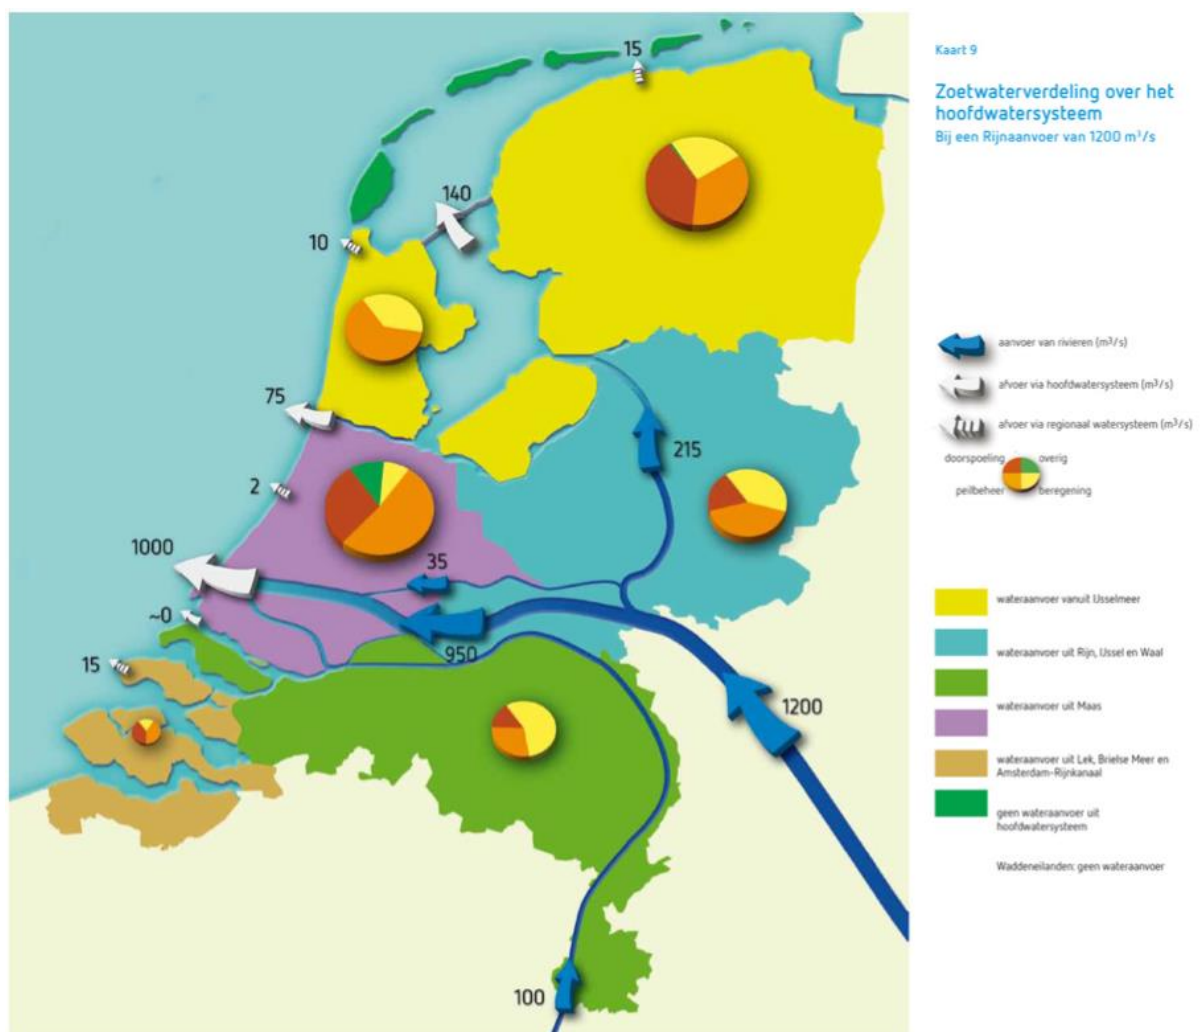 Kaart 9
Zoetwaterverdeling over het
hoofdwatersysteem
Bij een Rijnaanvoer van 1200 m³/s
15
140
10
75
215
2
1000
35
~0
950
15
1200
100
aanvoer van rivieren (m³/s)
afvoer via hoofdwatersysteem (m³/s)
afvoer via regionaal watersysteem (m³/s)
doorspoeling overig
peilbeheer beregening
wateraanvoer vanuit IJsselmeer
wateraanvoer uit Rijn, IJssel en Waal
wateraanvoer uit Maas
wateraanvoer uit Lek, Brielse Meer en
Amsterdam-Rijnkanaal
geen wateraanvoer uit
hoofdwatersysteem
Waddeneilanden: geen wateraanvoer